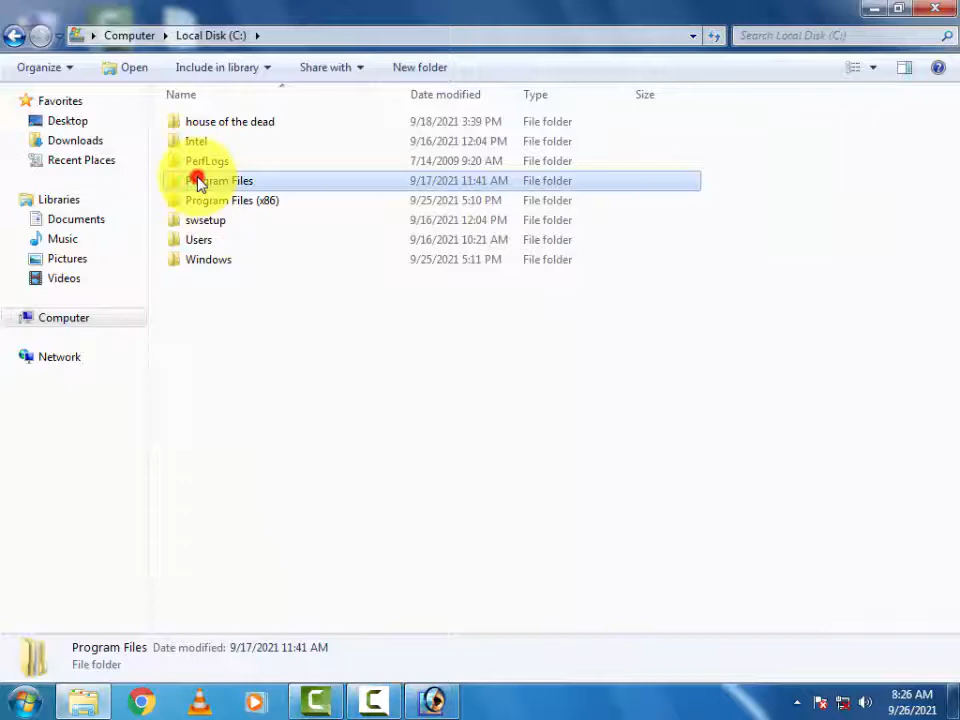 Computer Local Disk (C:) Search Local Disk (C:)
Organize Open Include in library Share with New folder
Name Date modified Type Size
Favorites
Desktop
Downloads
Recent Places
Libraries
Documents
Music
Pictures
Videos
Computer
Network
house of the dead 9/18/2021 3:39 PM File folder
Intel 9/16/2021 12:04 PM File folder
PerfLogs 7/14/2009 9:20 AM File folder
Program Files 9/17/2021 11:41 AM File folder
Program Files (x86) 9/25/2021 5:10 PM File folder
swsetup 9/16/2021 12:04 PM File folder
Users 9/16/2021 10:21 AM File folder
Windows 9/25/2021 5:11 PM File folder
Program Files Date modified: 9/17/2021 11:41 AM
File folder
8:26 AM
9/26/2021